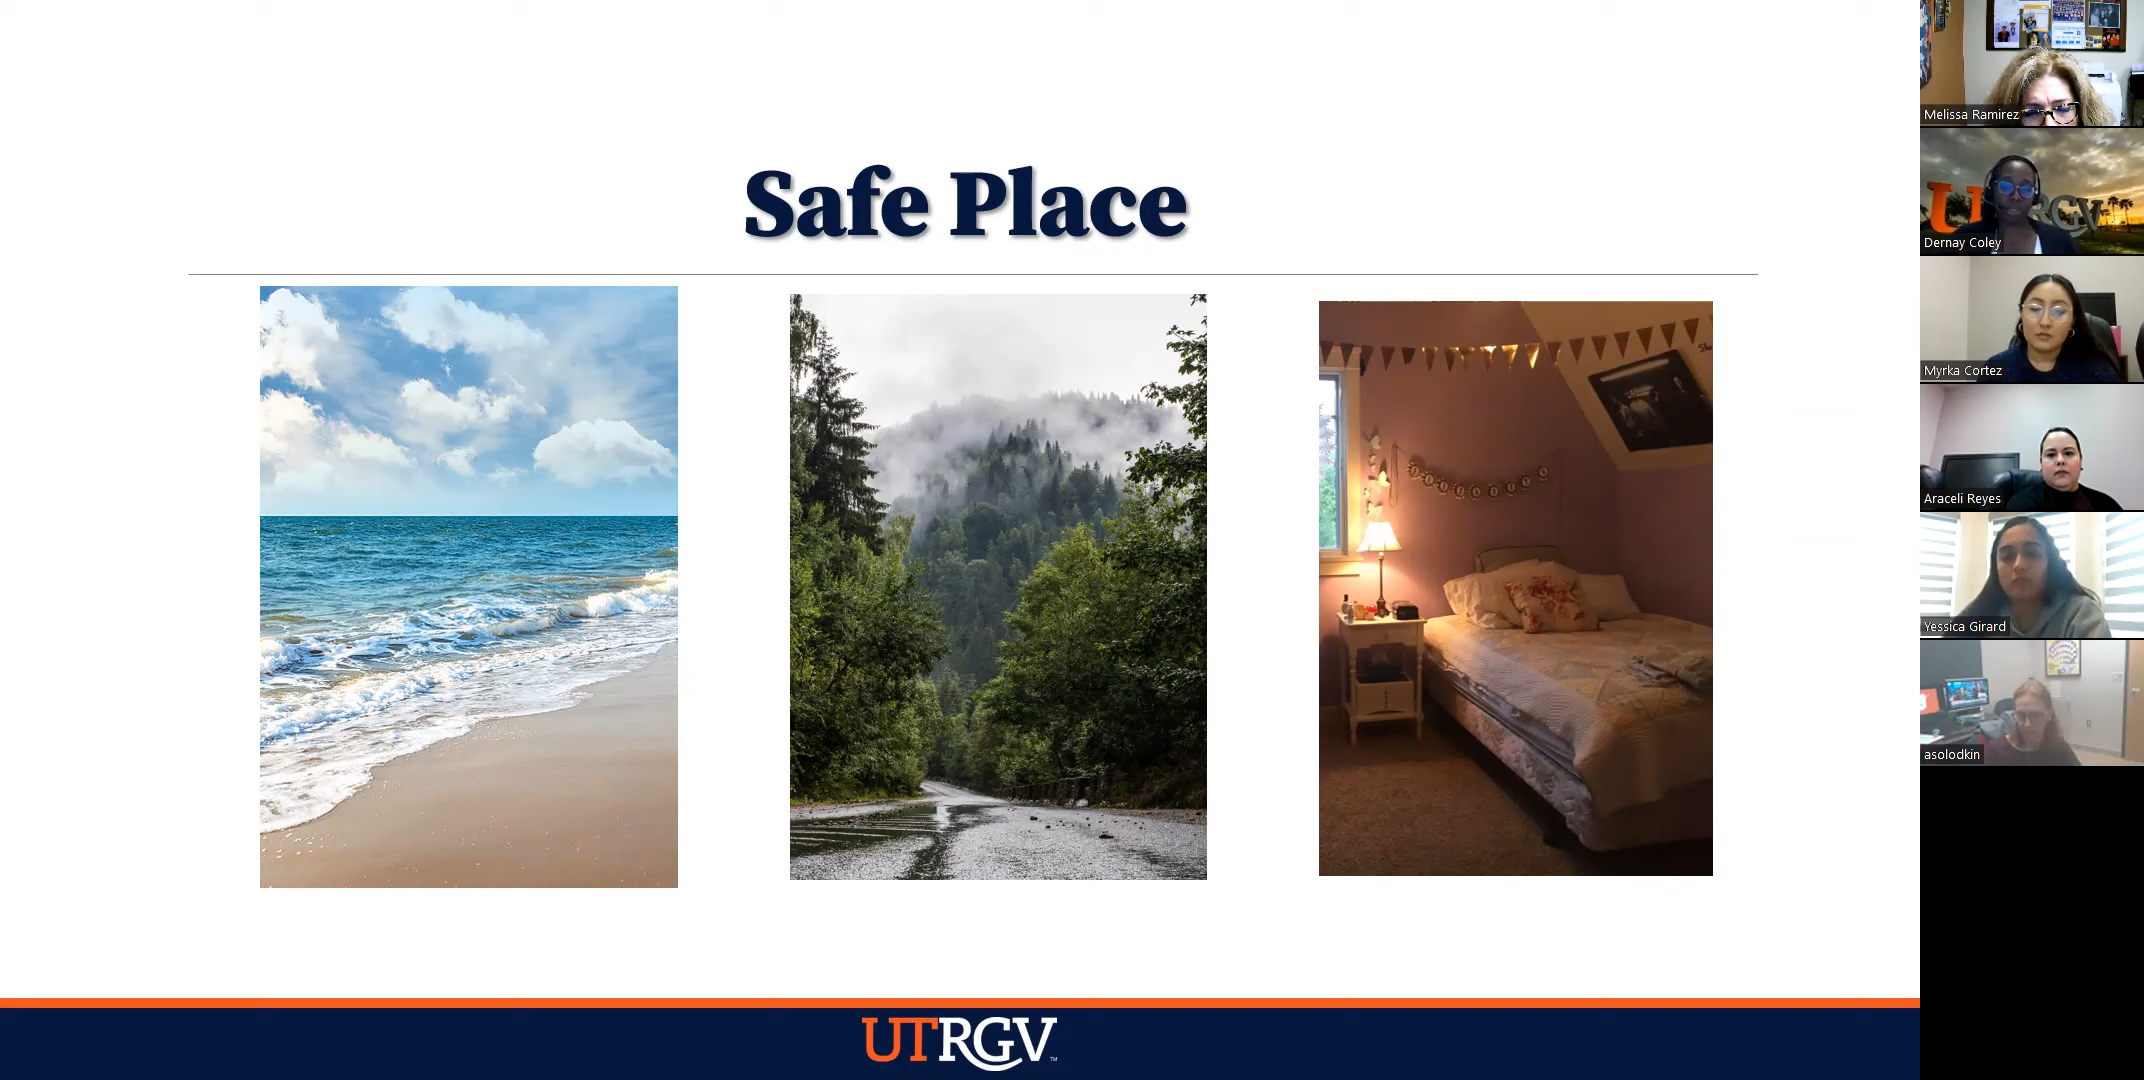 Safe Place
UTRGV
Melissa Ramirez
Dernay Coley
Myrka Cortez
Araceli Reyes
Yessica Girard
asolodkin